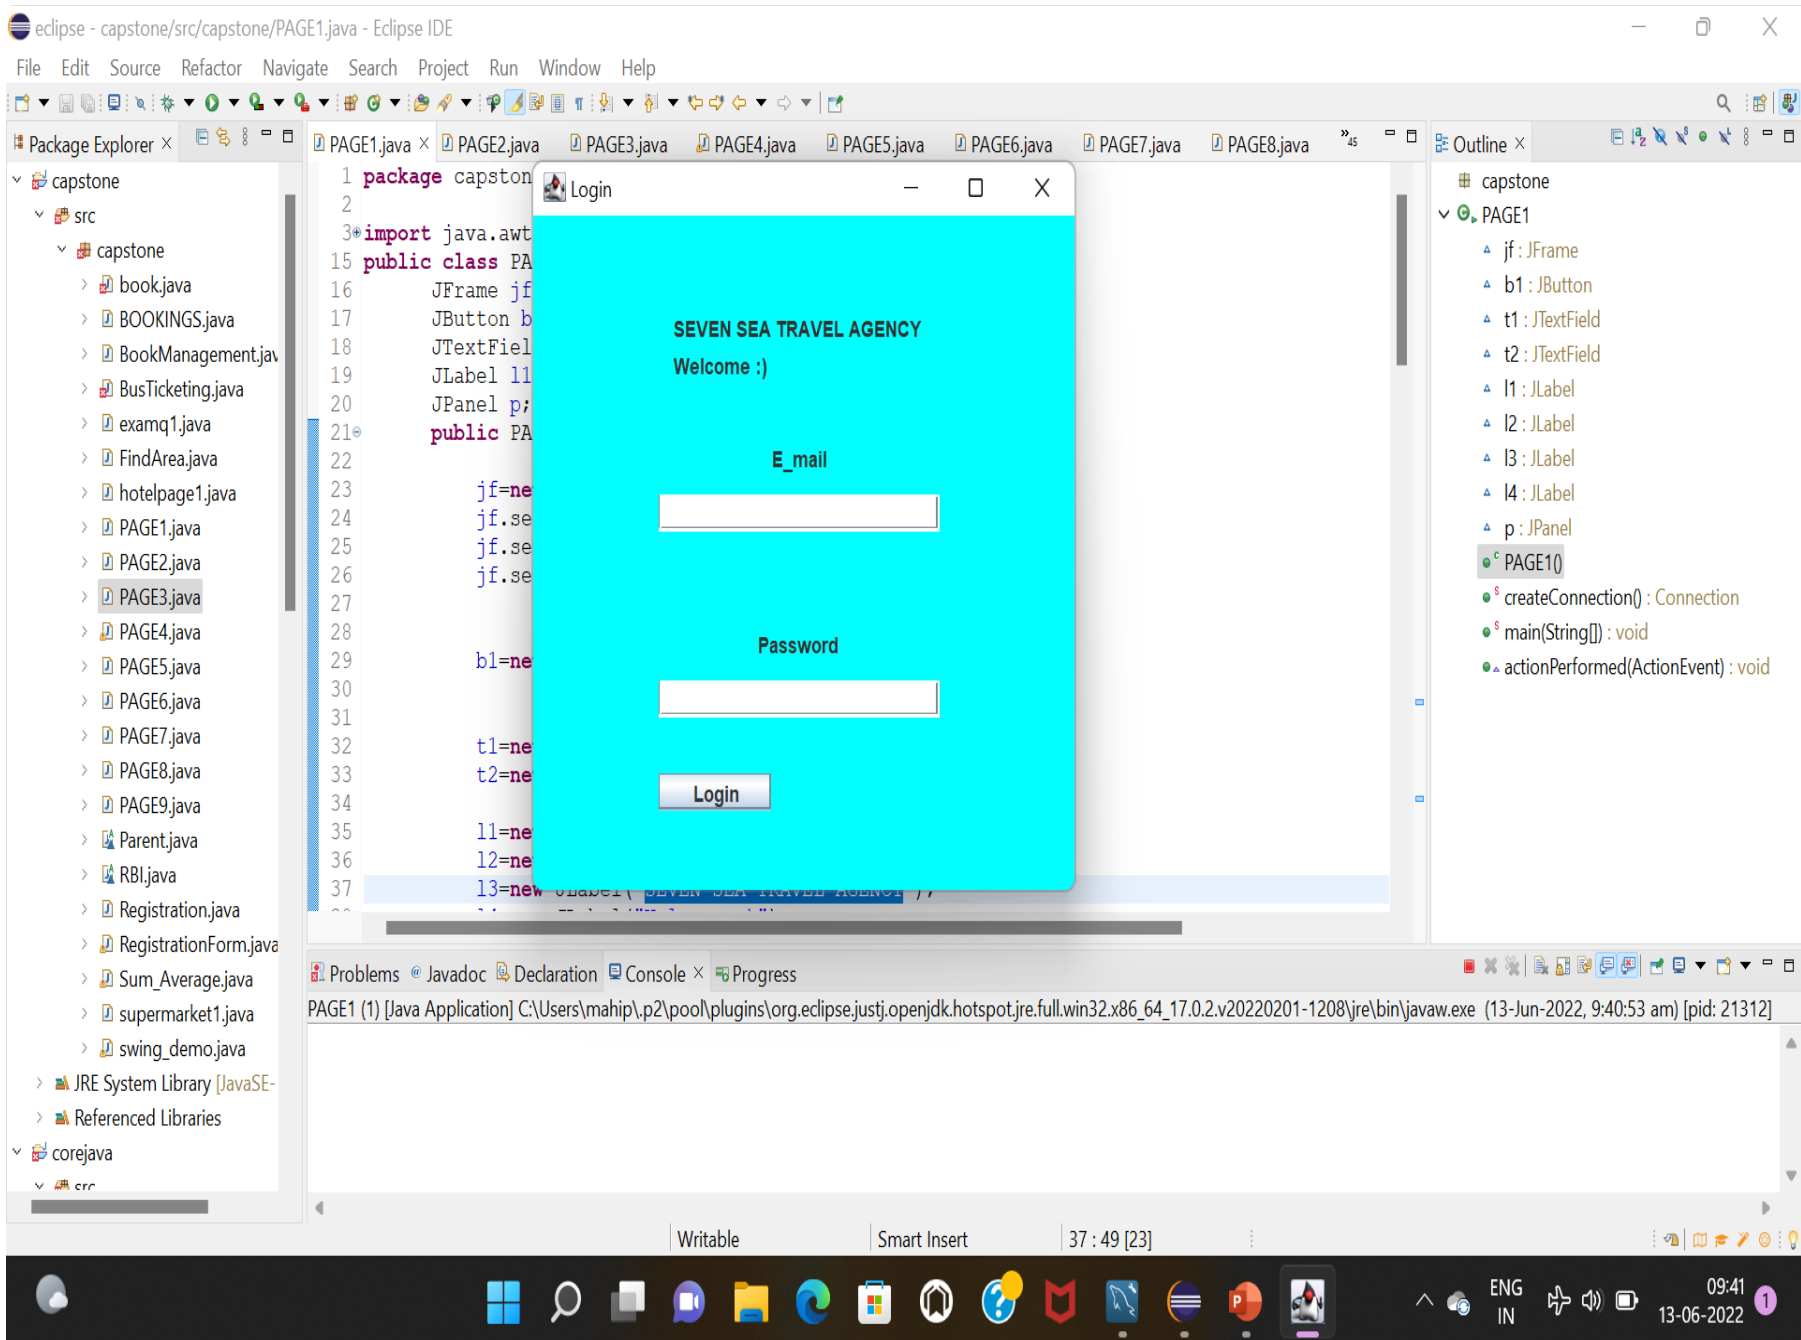 eclipse - capstone/src/capstone/PAGE1.java - Eclipse IDE
File Edit Source Refactor Navigate Search Project Run Window Help
Package Explorer
capstone
src
capstone
book.java
BOOKINGS.java
BookManagement.jav
BusTicketing.java
examq1.java
FindArea.java
hotelpage1.java
PAGE1.java
PAGE2.java
PAGE3.java
PAGE4.java
PAGE5.java
PAGE6.java
PAGE7.java
PAGE8.java
PAGE9.java
Parent.java
RBI.java
Registration.java
RegistrationForm.java
Sum_Average.java
supermarket1.java
swing_demo.java
JRE System Library [JavaSE-
Referenced Libraries
corejava
src
PAGE1.java PAGE2.java PAGE3.java PAGE4.java PAGE5.java PAGE6.java PAGE7.java PAGE8.java »45
1 package capston
2
3 import java.awt
15 public class PA
16 JFrame jf
17 JButton b
18 JTextFiel
19 JLabel l1
20 JPanel p;
21 public PA
22
23 jf=ne
24 jf.se
25 jf.se
26 jf.se
27
28
29 b1=ne
30
31
32 t1=ne
33 t2=ne
34
35 l1=ne
36 l2=ne
37 l3=new JLabel("SEVEN SEA TRAVEL AGENCY");
Login
SEVEN SEA TRAVEL AGENCY
Welcome :)
E_mail
Password
Login
Outline
capstone
PAGE1
jf : JFrame
b1 : JButton
t1 : JTextField
t2 : JTextField
l1 : JLabel
l2 : JLabel
l3 : JLabel
l4 : JLabel
p : JPanel
PAGE1()
createConnection() : Connection
main(String[]) : void
actionPerformed(ActionEvent) : void
Problems Javadoc Declaration Console Progress
PAGE1 (1) [Java Application] C:\Users\mahip\.p2\pool\plugins\org.eclipse.justj.openjdk.hotspot.jre.full.win32.x86_64_17.0.2.v20220201-1208\jre\bin\javaw.exe (13-Jun-2022, 9:40:53 am) [pid: 21312]
Writable Smart Insert 37 : 49 [23]
ENG
IN
09:41
13-06-2022
1